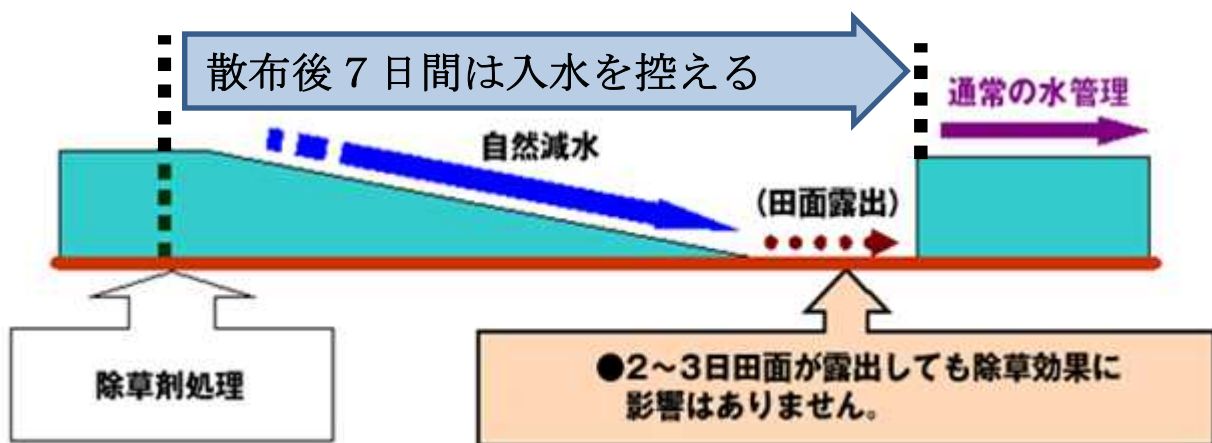 散布後７日間は入水を控える
通常の水管理
自然減水
（田面露出）
除草剤処理
●2～3日田面が露出しても除草効果に
影響はありません。